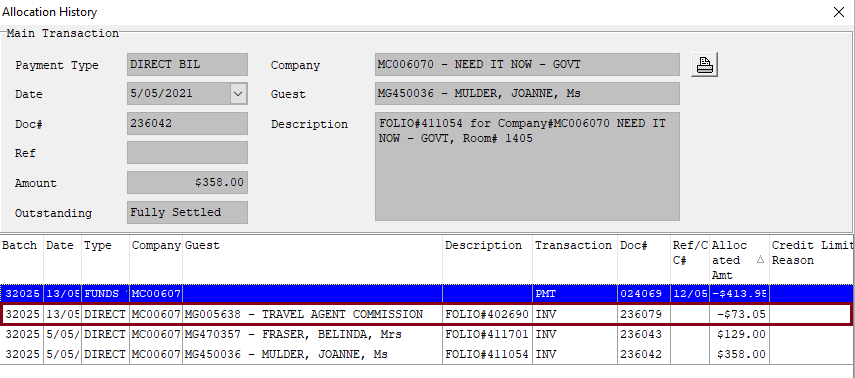 Allocation History
Main Transaction
Payment Type DIRECT BIL Company MC006070 - NEED IT NOW - GOVT
Date 5/05/2021 Guest MG450036 - MULDER, JOANNE, Ms
Doc# 236042 Description FOLIO#411054 for Company#MC006070 NEED IT
NOW - GOVT, Room# 1405
Ref
Amount $358.00
Outstanding Fully Settled
Batch Date Type Company Guest Description Transaction Doc# Ref/C Alloc Credit Limit
C# ated Reason
Amt
32025 13/05 FUNDS MC00607 PMT 024069 12/05 -$413.95
32025 13/05 DIRECT MC00607 MG005638 - TRAVEL AGENT COMMISSION FOLIO#402690 INV 236079 -$73.05
32025 5/05/ DIRECT MC00607 MG470357 - FRASER, BELINDA, Mrs FOLIO#411701 INV 236043 $129.00
32025 5/05/ DIRECT MC00607 MG450036 - MULDER, JOANNE, Ms FOLIO#411054 INV 236042 $358.00